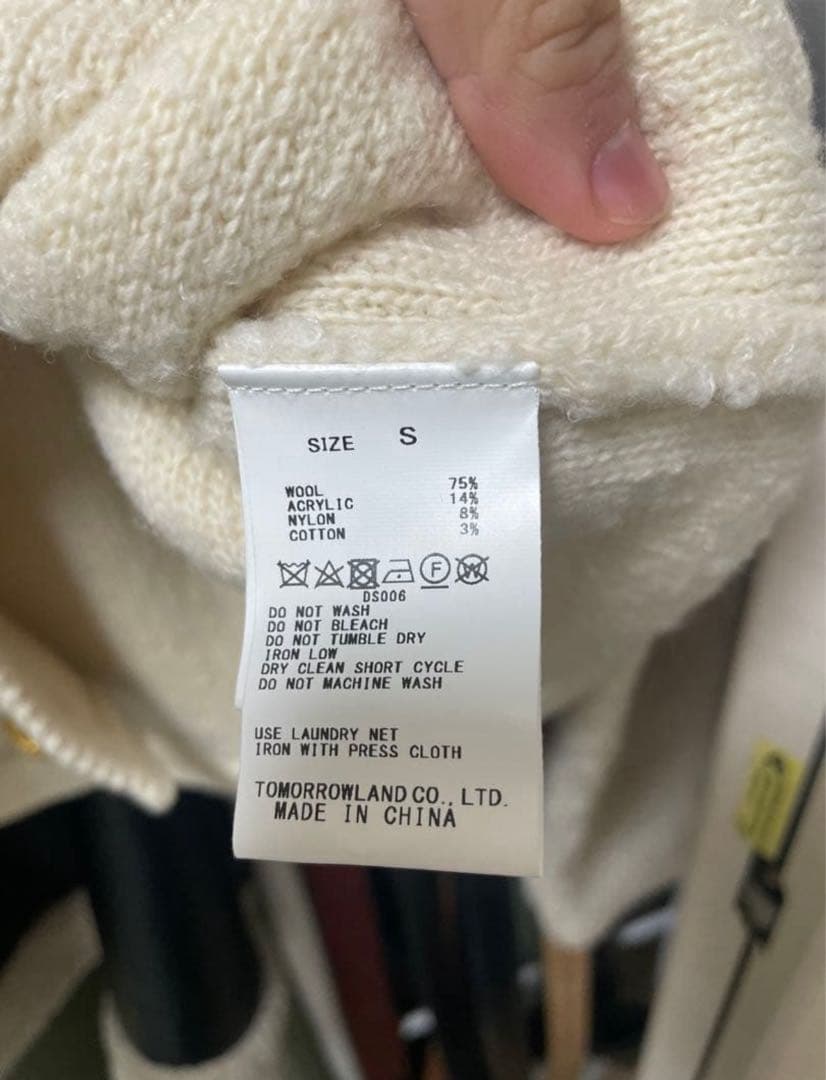 SIZE S
WOOL 75%
ACRYLIC 14%
NYLON 8%
COTTON 3%
F W
DS006
DO NOT WASH
DO NOT BLEACH
DO NOT TUMBLE DRY
IRON LOW
DRY CLEAN SHORT CYCLE
DO NOT MACHINE WASH
USE LAUNDRY NET
IRON WITH PRESS CLOTH
TOMORROWLAND CO., LTD.
MADE IN CHINA